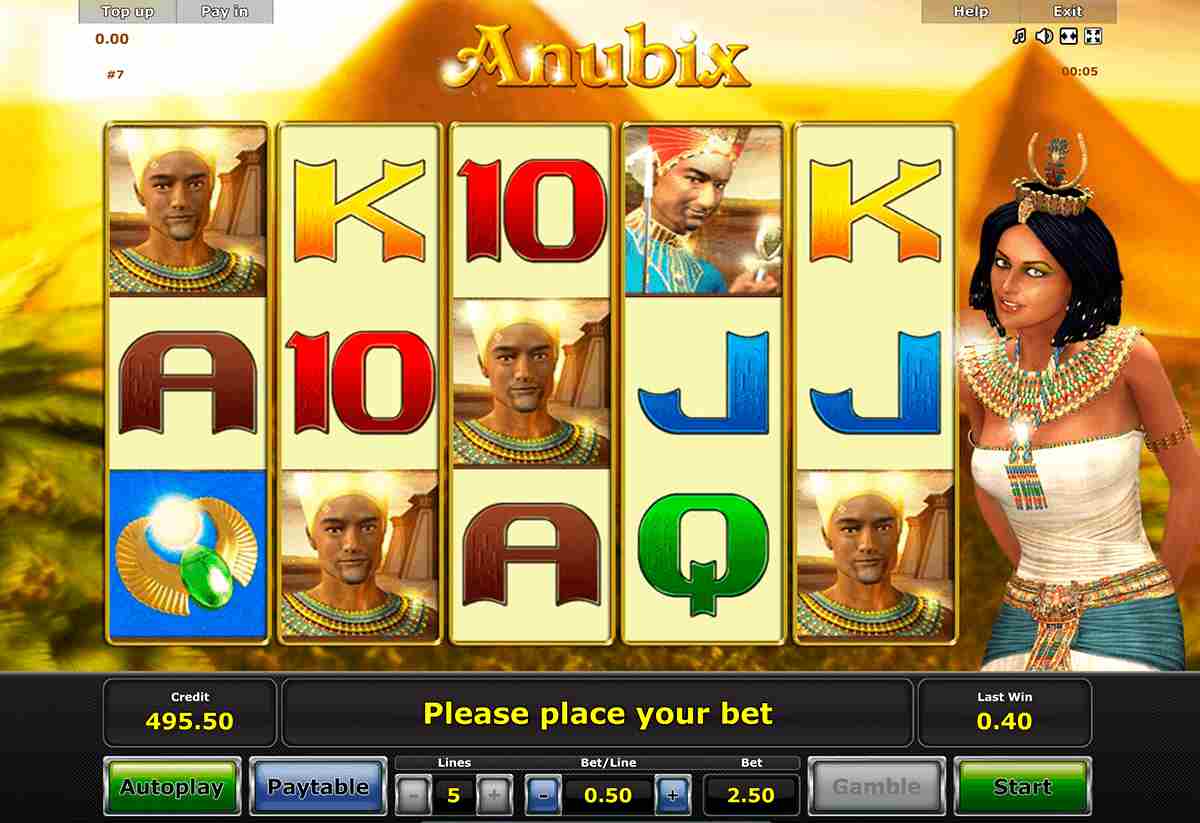 Top up Pay in Help Exit
0.00
#7
Anubix
00:05
K 10 K
A 10 J J
A Q
Credit
495.50
Please place your bet
Last Win
0.40
Autoplay
Paytable
Lines
- 5 +
Bet/Line
- 0.50 +
Bet
2.50
Gamble
Start